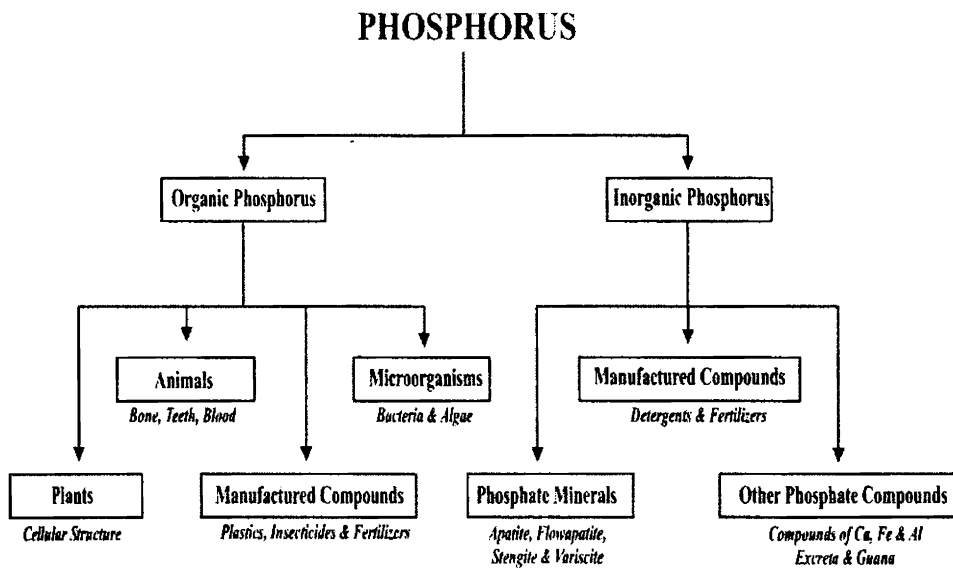 PHOSPHORUS
Organic Phosphorus
Inorganic Phosphorus
Animals
Bone, Teeth, Blood
Microorganisms
Bacteria & Algae
Manufactured Compounds
Detergents & Fertilizers
Plants
Cellular Structure
Manufactured Compounds
Plastics, Insecticides & Fertilizers
Phosphate Minerals
Apatite, Flowapatite,
Stengite & Variscite
Other Phosphate Compounds
Compounds of Ca, Fe & Al
Excreta & Guana